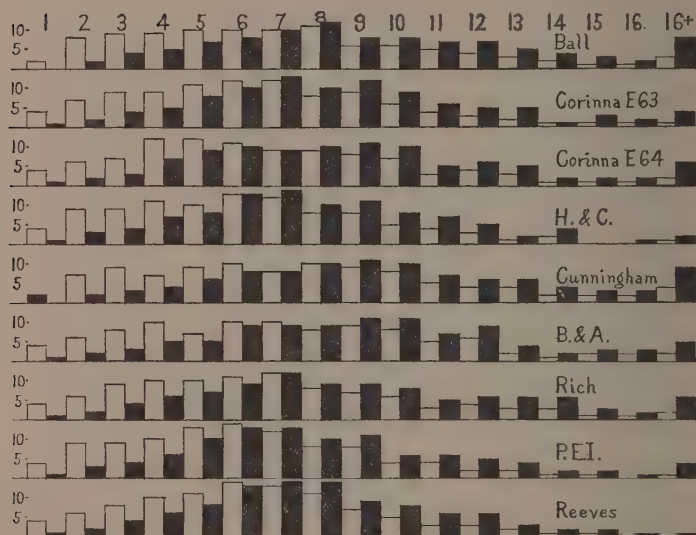 1 2 3 4 5 6 7 8 9 10 11 12 13 14 15 16. 16+
10-
5-
Ball
10-
5-
Corinna E63
10-
5-
Corinna E64
10-
5-
H. & C.
10-
5-
Cunningham
10-
5-
B. & A.
10-
5-
Rich
10-
5-
P.E.I.
10-
5-
Reeves